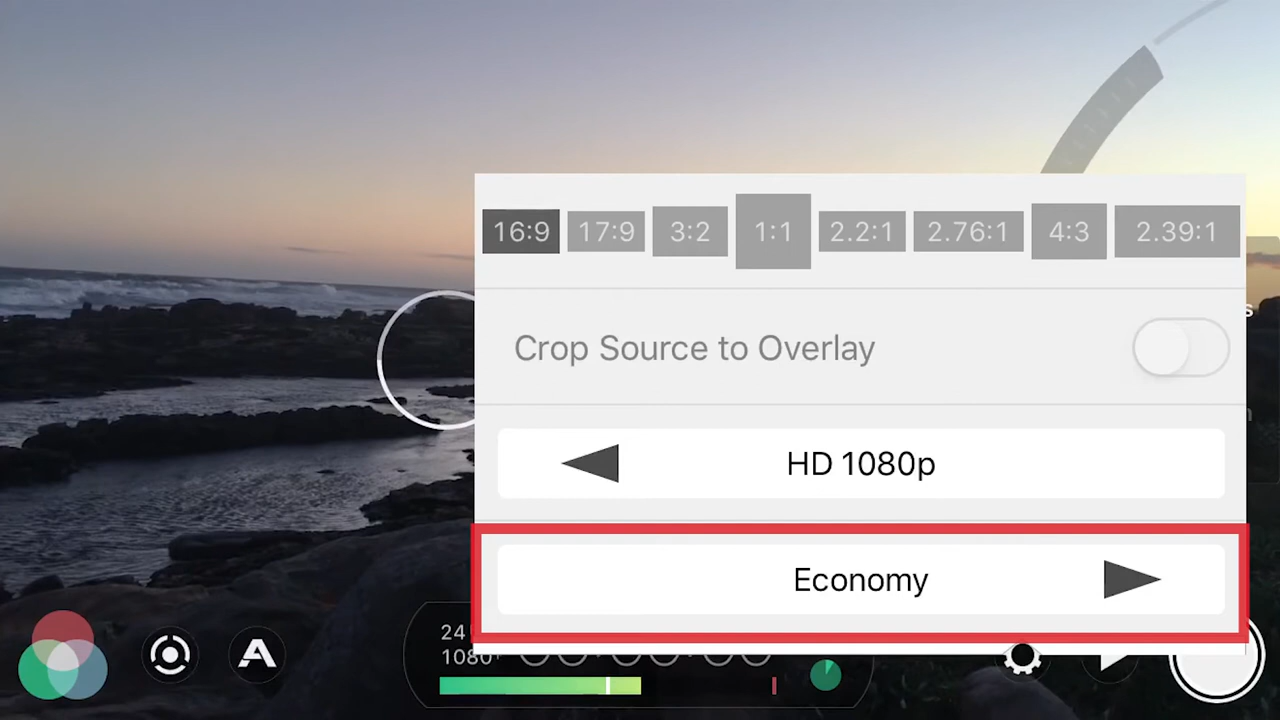 16:9 17:9 3:2 1:1 2.2:1 2.76:1 4:3 2.39:1
Crop Source to Overlay
HD 1080p
Economy
24
1080